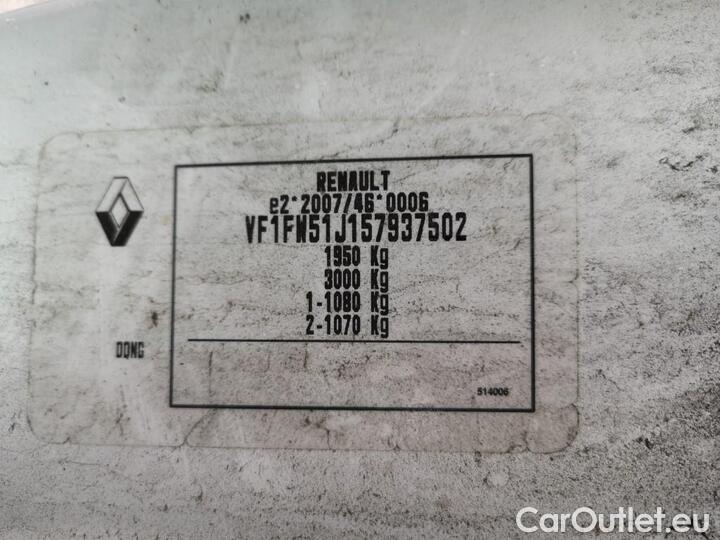 RENAULT
e2*2007/46*0006
VF1FW51J157937502
1950 Kg
3000 Kg
1-1080 Kg
2-1070 Kg
DQNG
514006
CarOutlet.eu